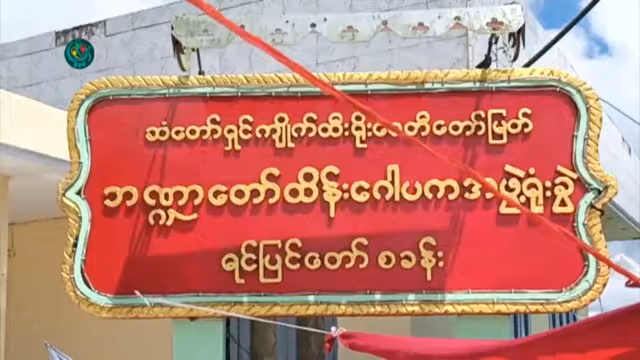 ဆံတော်ရှင်ကျိုက်ထီးရိုးစေတီတော်မြတ်
ဘဏ္ဍာတော်ထိန်းဂေါပကအဖွဲ့ရုံးခွဲ
ရင်ပြင်တော် စခန်း